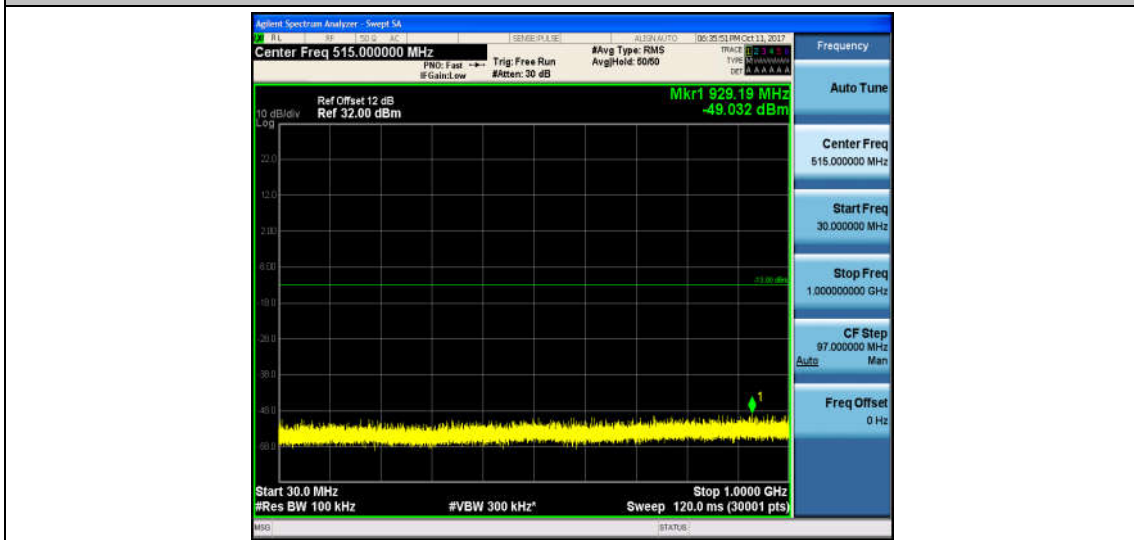 Agilent Spectrum Analyzer - Swept SA
RL RF 50 Ω AC SENSE:PULSE ALIGN AUTO 06:35:51 PM Oct 11, 2017
Center Freq 515.000000 MHz
PNO: Fast
IFGain:Low
Trig: Free Run
#Atten: 30 dB
#Avg Type: RMS
Avg|Hold: 50/50
TRACE 1 2 3 4 5 6
TYPE M
DET A A A A A A
Frequency
Auto Tune
Mkr1 929.19 MHz
-49.032 dBm
Ref Offset 12 dB
10 dB/div Ref 32.00 dBm
Log
22.0
12.0
2.00
-8.00
-13.00 dBm
-18.0
-28.0
-38.0
-48.0
-58.0
1
Center Freq
515.000000 MHz
Start Freq
30.000000 MHz
Stop Freq
1.000000000 GHz
CF Step
97.000000 MHz
Auto Man
Freq Offset
0 Hz
Start 30.0 MHz Stop 1.0000 GHz
#Res BW 100 kHz #VBW 300 kHz* Sweep 120.0 ms (30001 pts)
MSG STATUS